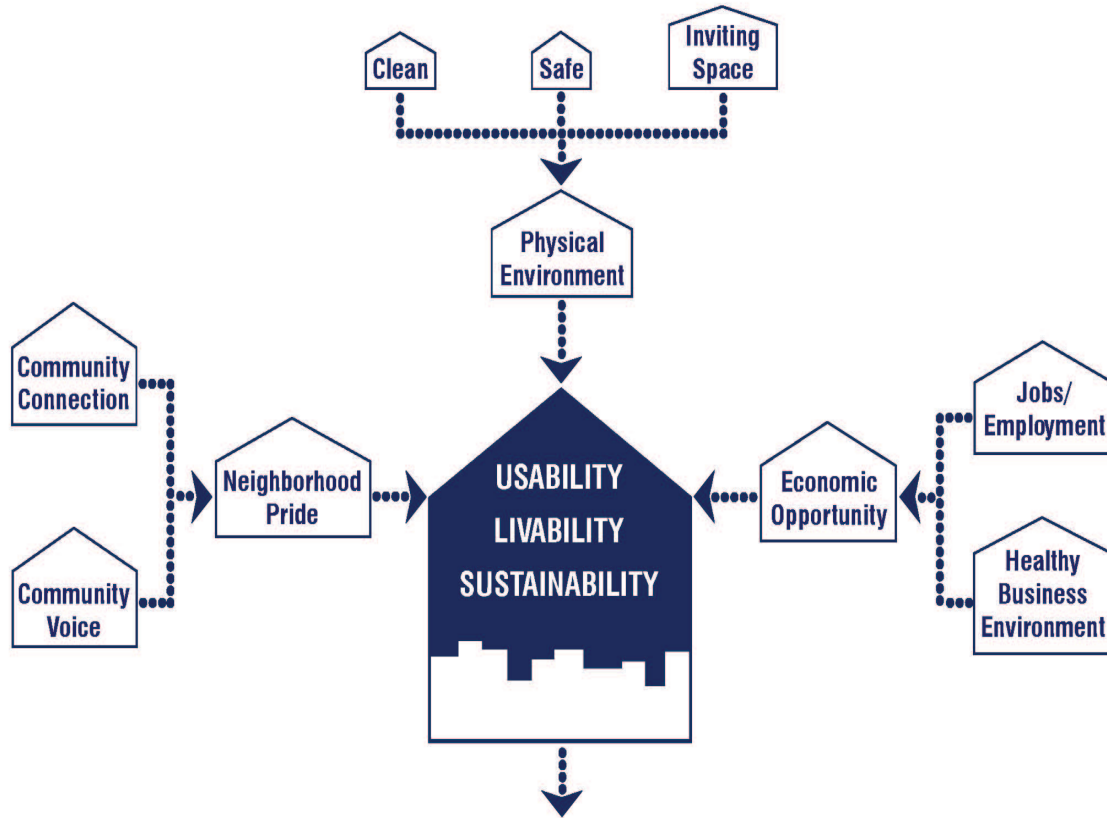 Clean
Safe
Inviting
Space
Physical
Environment
Community
Connection
Neighborhood
Pride
Community
Voice
USABILITY
LIVABILITY
SUSTAINABILITY
Economic
Opportunity
Jobs/
Employment
Healthy
Business
Environment